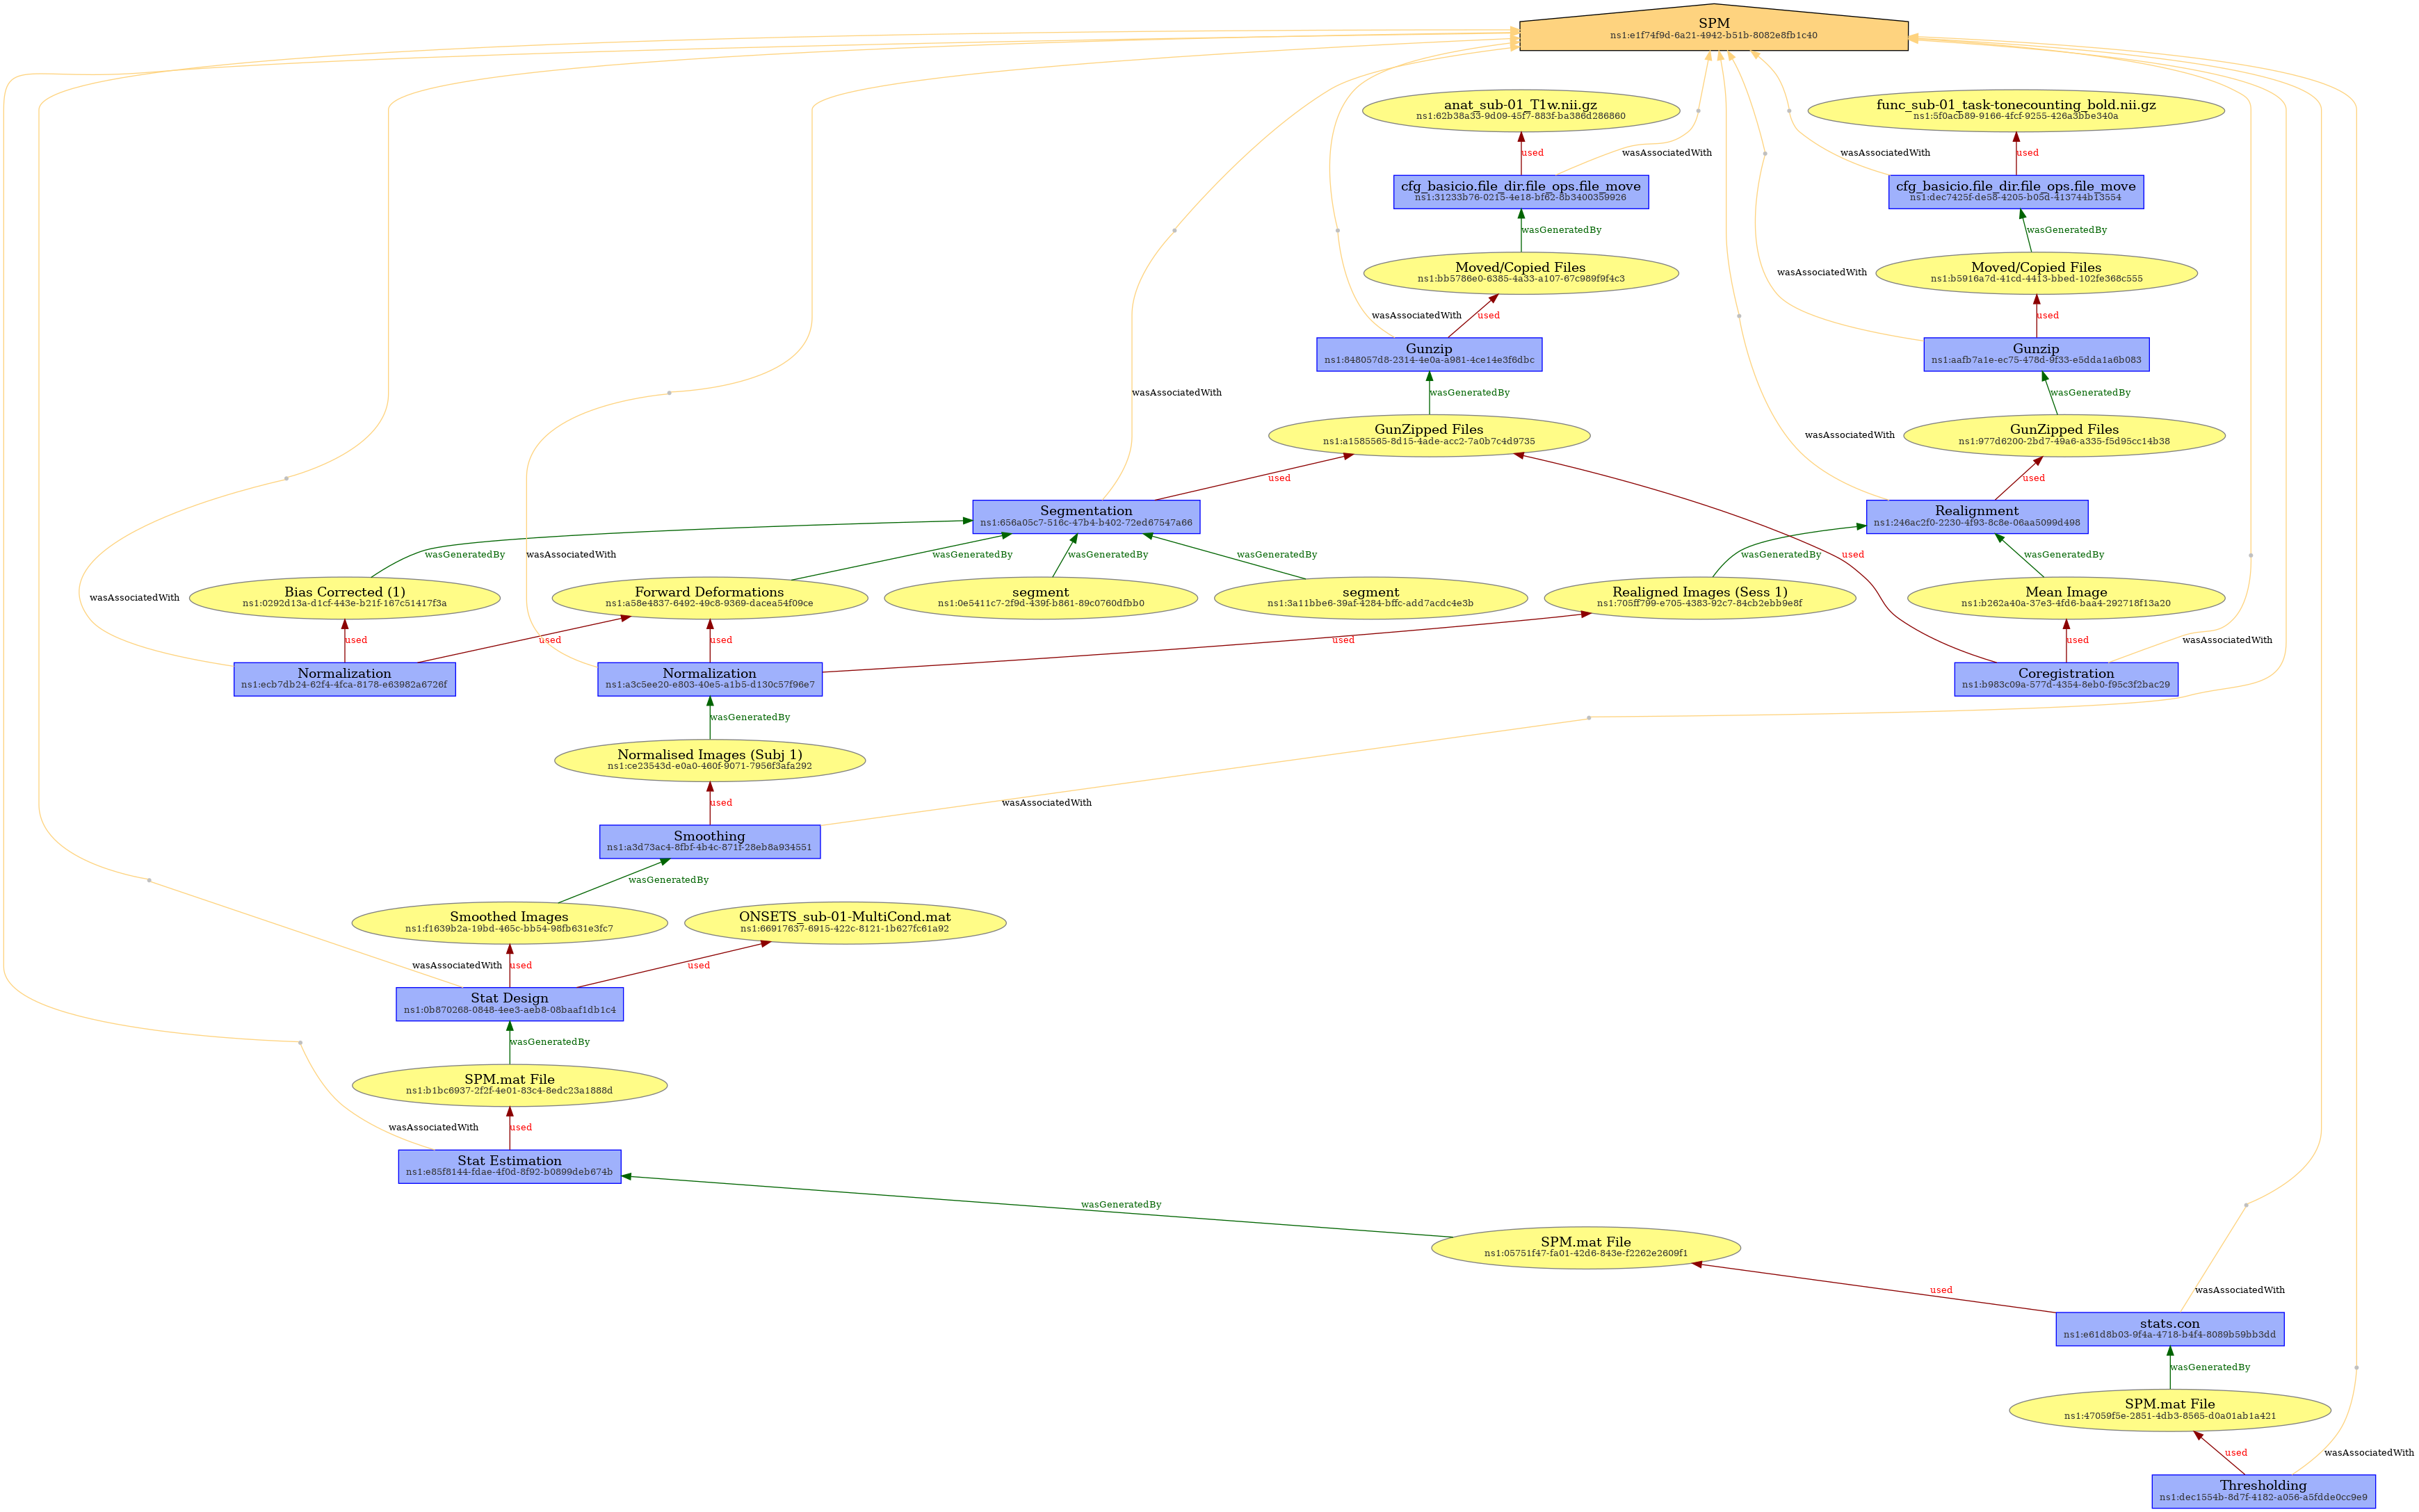 SPM
ns1:e1f74f9d-6a21-4942-b51b-8082e8fb1c40
anat_sub-01_T1w.nii.gz
ns1:62b38a33-9d09-45f7-883f-ba386d286860
func_sub-01_task-tonecounting_bold.nii.gz
ns1:5f0acb89-9166-4fcf-9255-426a3bbe340a
used
wasAssociatedWith
wasAssociatedWith
used
cfg_basicio.file_dir.file_ops.file_move
ns1:31233b76-0215-4e18-bf62-8b3400359926
cfg_basicio.file_dir.file_ops.file_move
ns1:dec7425f-de58-4205-b05d-413744b13554
wasGeneratedBy
wasGeneratedBy
Moved/Copied Files
ns1:bb5786e0-6385-4a33-a107-67c989f9f4c3
Moved/Copied Files
ns1:b5916a7d-41cd-4413-bbed-102fe368c555
wasAssociatedWith
wasAssociatedWith
used
used
Gunzip
ns1:848057d8-2314-4e0a-a981-4ce14e3f6dbc
Gunzip
ns1:aafb7a1e-ec75-478d-9f33-e5dda1a6b083
wasAssociatedWith
wasGeneratedBy
wasGeneratedBy
GunZipped Files
ns1:a1585565-8d15-4ade-acc2-7a0b7c4d9735
GunZipped Files
ns1:977d6200-2bd7-49a6-a335-f5d95cc14b38
wasAssociatedWith
used
used
Segmentation
ns1:656a05c7-516c-47b4-b402-72ed67547a66
Realignment
ns1:246ac2f0-2230-4f93-8c8e-06aa5099d498
wasGeneratedBy
wasAssociatedWith
wasGeneratedBy
wasGeneratedBy
wasGeneratedBy
wasGeneratedBy
used
wasGeneratedBy
Bias Corrected (1)
ns1:0292d13a-d1cf-443e-b21f-167c51417f3a
Forward Deformations
ns1:a58e4837-6492-49c8-9369-dacea54f09ce
segment
ns1:0e5411c7-2f9d-439f-b861-89c0760dfbb0
segment
ns1:3a11bbe6-39af-4284-bffc-add7acdc4e3b
Realigned Images (Sess 1)
ns1:705ff799-e705-4383-92c7-84cb2ebb9e8f
Mean Image
ns1:b262a40a-37e3-4fd6-baa4-292718f13a20
wasAssociatedWith
used
used
used
used
used
wasAssociatedWith
Normalization
ns1:ecb7db24-62f4-4fca-8178-e63982a6726f
Normalization
ns1:a3c5ee20-e803-40e5-a1b5-d130c57f96e7
Coregistration
ns1:b983c09a-577d-4354-8eb0-f95c3f2bac29
wasGeneratedBy
Normalised Images (Subj 1)
ns1:ce23543d-e0a0-460f-9071-7956f3afa292
used
wasAssociatedWith
Smoothing
ns1:a3d73ac4-8fbf-4b4c-871f-28eb8a934551
wasGeneratedBy
Smoothed Images
ns1:f1639b2a-19bd-465c-bb54-98fb631e3fc7
ONSETS_sub-01-MultiCond.mat
ns1:66917637-6915-422c-8121-1b627fc61a92
wasAssociatedWith
used
used
Stat Design
ns1:0b870268-0848-4ee3-aeb8-08baaf1db1c4
wasGeneratedBy
SPM.mat File
ns1:b1bc6937-2f2f-4e01-83c4-8edc23a1888d
wasAssociatedWith
used
Stat Estimation
ns1:e85f8144-fdae-4f0d-8f92-b0899deb674b
wasGeneratedBy
SPM.mat File
ns1:05751f47-fa01-42d6-843e-f2262e2609f1
used
wasAssociatedWith
stats.con
ns1:e61d8b03-9f4a-4718-b4f4-8089b59bb3dd
wasGeneratedBy
SPM.mat File
ns1:47059f5e-2851-4db3-8565-d0a01ab1a421
used
wasAssociatedWith
Thresholding
ns1:dec1554b-8d7f-4182-a056-a5fdde0cc9e9